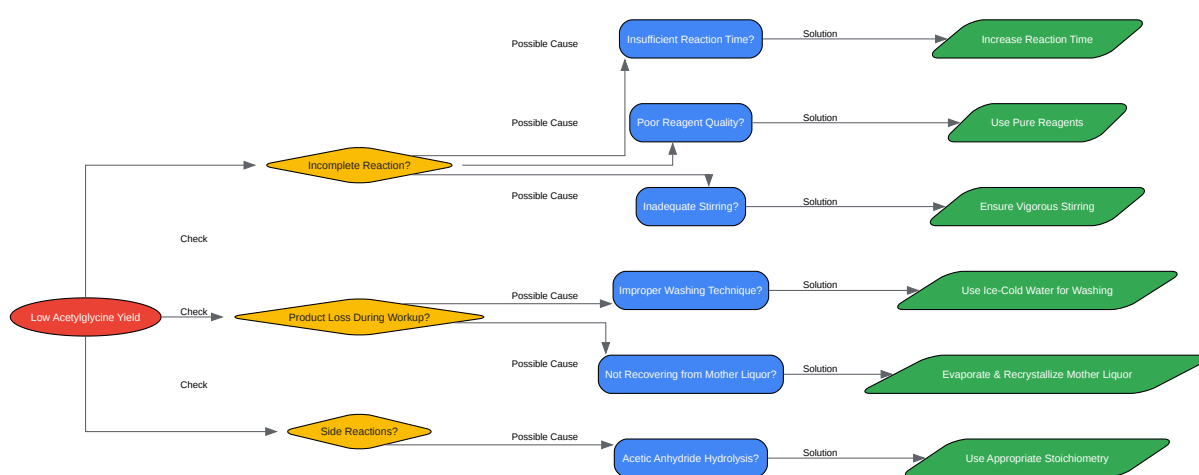 Possible Cause
Insufficient Reaction Time?
Solution
Increase Reaction Time
Possible Cause
Poor Reagent Quality?
Solution
Use Pure Reagents
Incomplete Reaction?
Possible Cause
Inadequate Stirring?
Solution
Ensure Vigorous Stirring
Check
Low Acetylglycine Yield
Check
Product Loss During Workup?
Possible Cause
Improper Washing Technique?
Solution
Use Ice-Cold Water for Washing
Possible Cause
Not Recovering from Mother Liquor?
Solution
Evaporate & Recrystallize Mother Liquor
Check
Side Reactions?
Possible Cause
Acetic Anhydride Hydrolysis?
Solution
Use Appropriate Stoichiometry